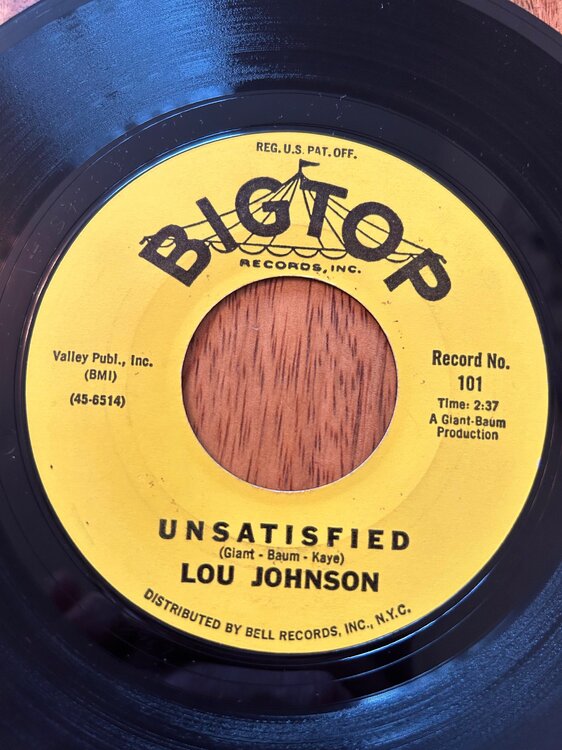 REG. U.S. PAT. OFF.
BIGTOP
RECORDS, INC.
Valley Publ., Inc.
(BMI)
(45-6514)
Record No.
101
Time: 2:37
A Giant-Baum
Production
UNSATISFIED
(Giant - Baum - Kaye)
LOU JOHNSON
DISTRIBUTED BY BELL RECORDS, INC., N.Y.C.